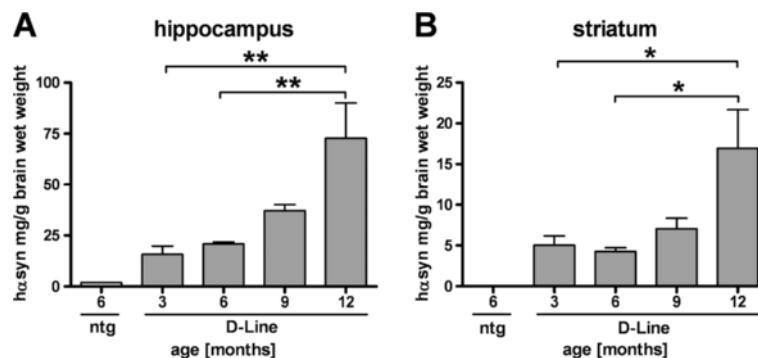 A hippocampus
**
**
hαsyn mg/g brain wet weight
100
75
50
25
0
6 3 6 9 12
ntg D-Line
age [months]
B striatum
*
*
hαsyn mg/g brain wet weight
25
20
15
10
5
0
6 3 6 9 12
ntg D-Line
age [months]